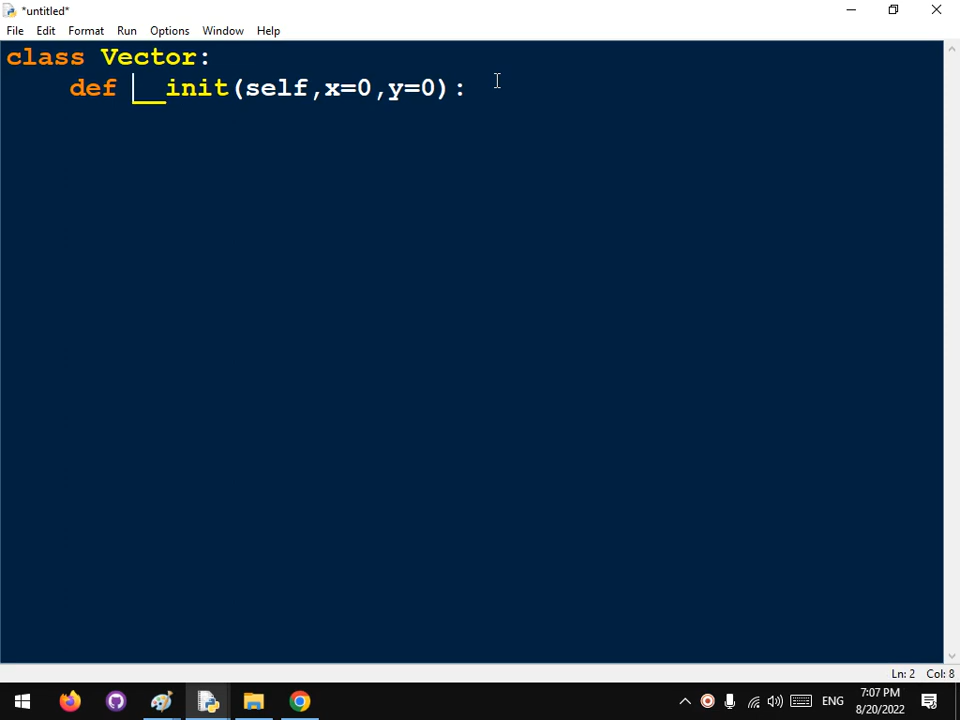 *untitled*
File Edit Format Run Options Window Help
class Vector:
    def __init(self,x=0,y=0):
Ln: 2 Col: 8
ENG
7:07 PM
8/20/2022